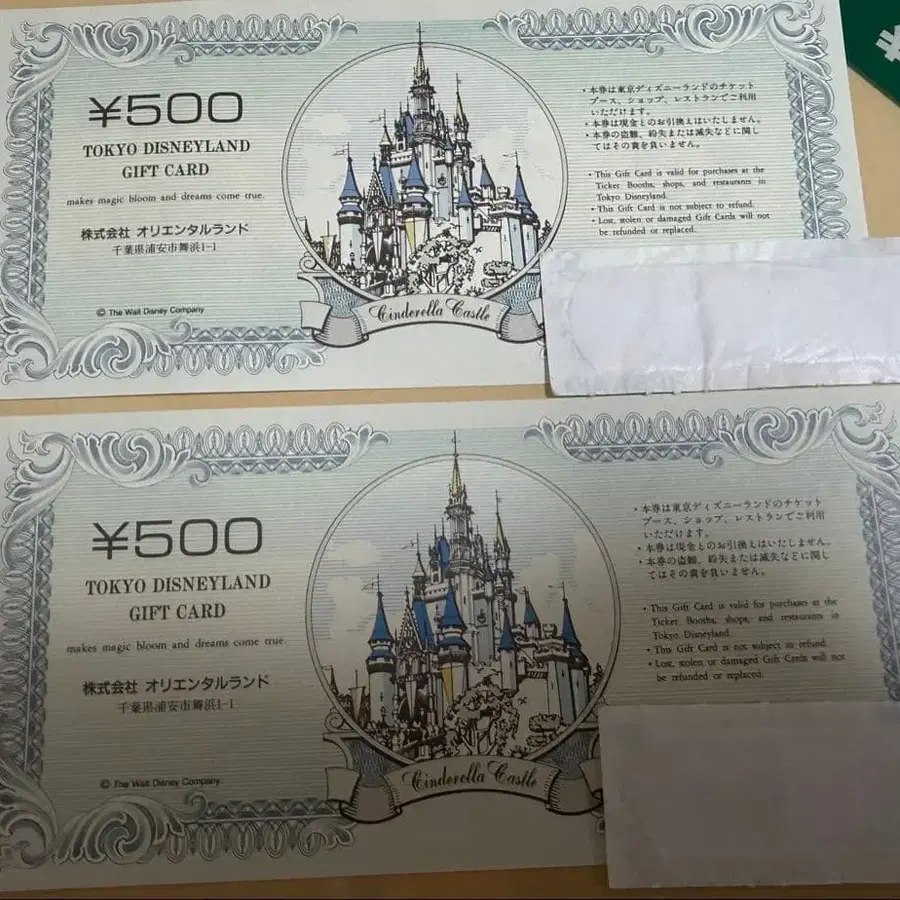 ¥500
TOKYO DISNEYLAND
GIFT CARD
makes magic bloom and dreams come true.
株式会社 オリエンタルランド
千葉県浦安市舞浜1-1
© The Walt Disney Company
Cinderella Castle
・本券は東京ディズニーランドのチケット
ブース、ショップ、レストランでご利用
いただけます。
・本券は現金とのお引換えはいたしません。
・本券の盗難、紛失または滅失などに関し
てはその責を負いません。
• This Gift Card is valid for purchases at the
Ticket Booths, shops, and restaurants in
Tokyo Disneyland.
• This Gift Card is not subject to refund.
• Lost, stolen or damaged Gift Cards will not
be refunded or replaced.
¥500
TOKYO DISNEYLAND
GIFT CARD
makes magic bloom and dreams come true.
株式会社 オリエンタルランド
千葉県浦安市舞浜1-1
© The Walt Disney Company
Cinderella Castle
・本券は東京ディズニーランドのチケット
ブース、ショップ、レストランでご利用
いただけます。
・本券は現金とのお引換えはいたしません。
・本券の盗難、紛失または滅失などに関し
てはその責を負いません。
• This Gift Card is valid for purchases at the
Ticket Booths, shops, and restaurants in
Tokyo Disneyland.
• This Gift Card is not subject to refund.
• Lost, stolen or damaged Gift Cards will not
be refunded or replaced.